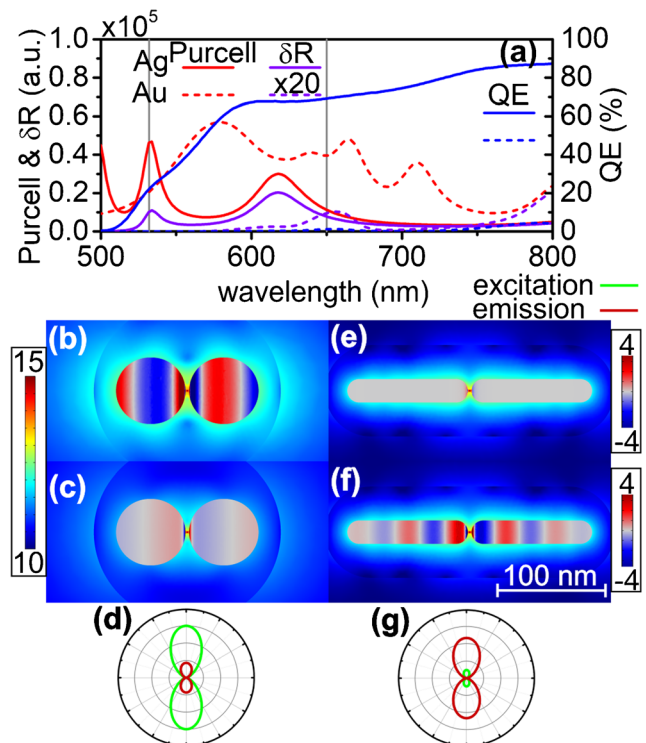 x10⁵
1.0
0.8
0.6
0.4
0.2
0.0
Purcell & δR (a.u.)
Purcell δR
Ag
Au
x20
(a)
QE
100
80
60
40
20
0
QE (%)
500 600 700 800
wavelength (nm)
excitation
emission
15
10
(b)
(c)
(e)
4
-4
(f)
4
-4
100 nm
(d)
(g)